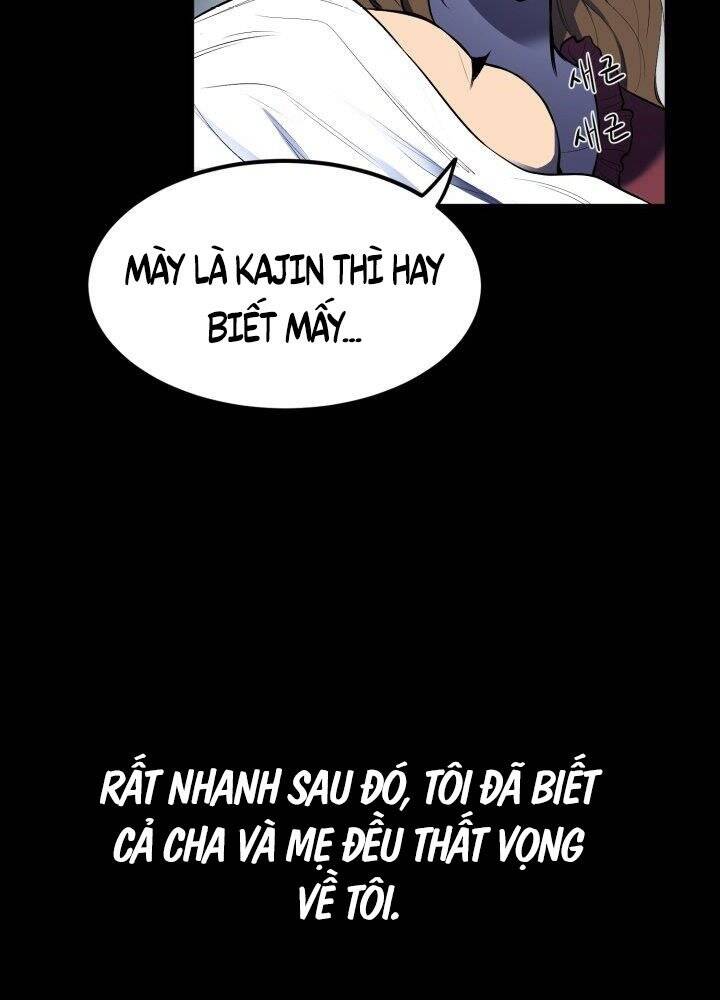 새근
새근
MÀY LÀ KAJIN THÌ HAY
BIẾT MẤY...
RẤT NHANH SAU ĐÓ, TÔI ĐÃ BIẾT
CẢ CHA VÀ MẸ ĐỀU THẤT VỌNG
VỀ TÔI.